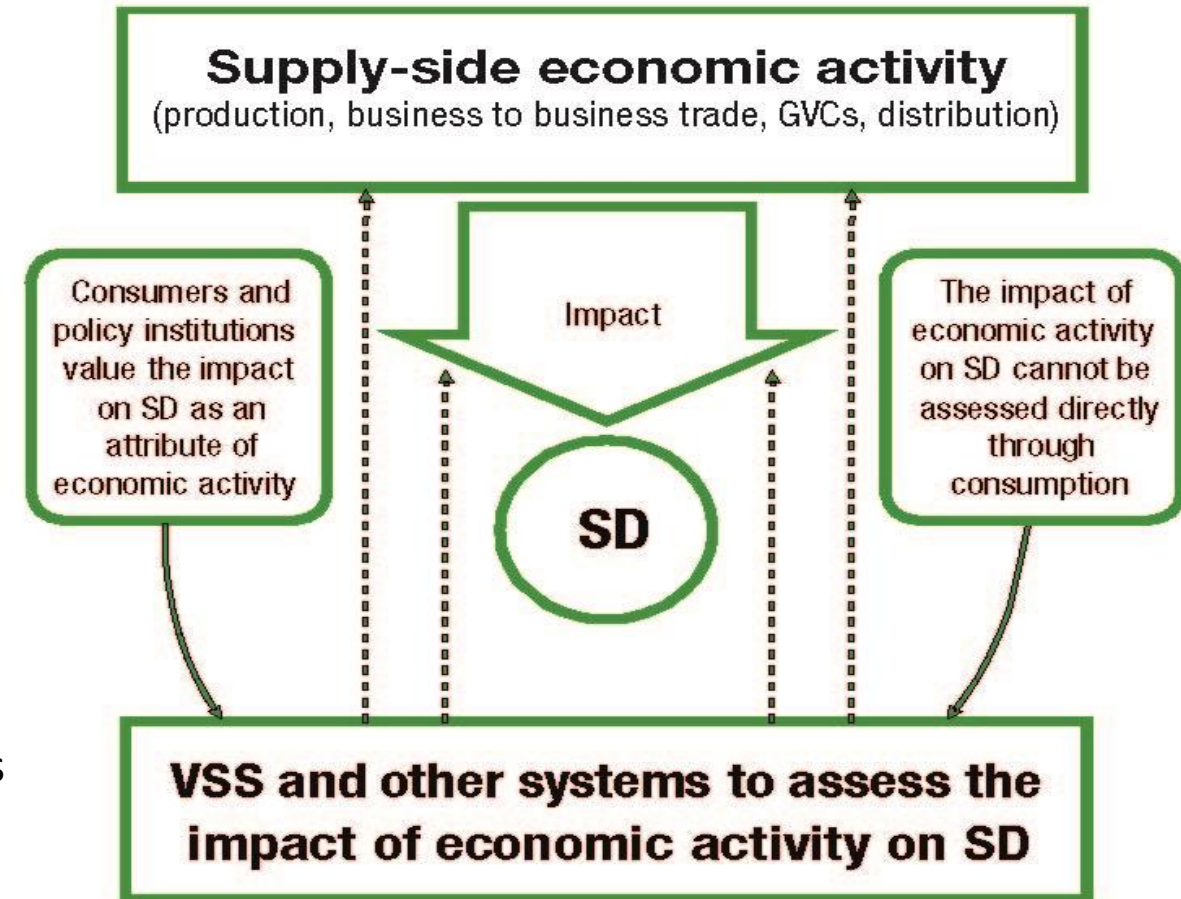 Supply-side economic activity
(production, business to business trade, GVCs, distribution)
Consumers and
policy institutions
value the impact
on SD as an
attribute of
economic activity
Impact
The impact of
economic activity
on SD cannot be
assessed directly
through
consumption
SD
s
VSS and other systems to assess the
impact of economic activity on SD